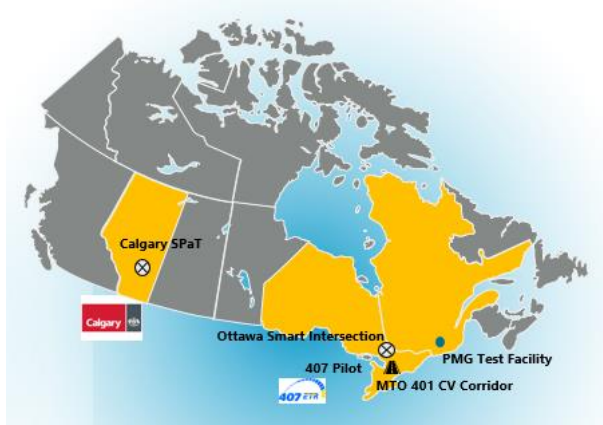 Calgary SPaT
Calgary
Ottawa Smart Intersection
PMG Test Facility
407 Pilot
MTO 401 CV Corridor
407 ETR